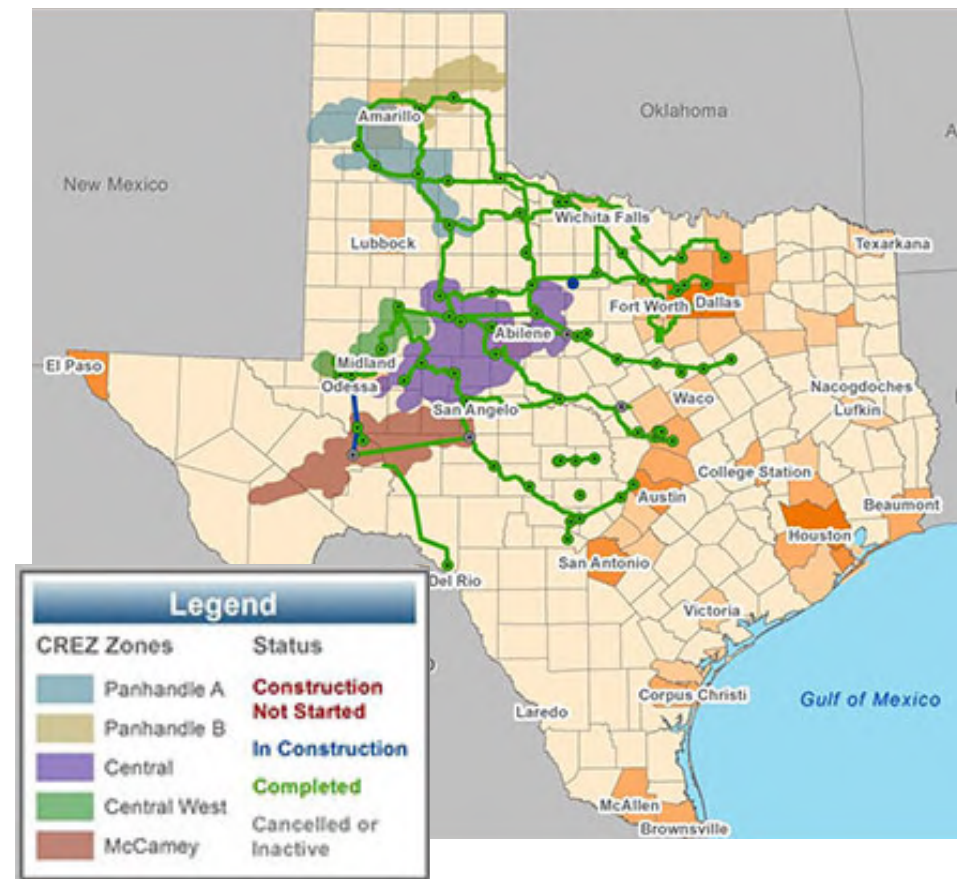 Oklahoma
A
Amarillo
New Mexico
Wichita Falls
Texarkana
Lubbock
Fort Worth
Dallas
Abilene
El Paso
Midland
Odessa
Nacogdoches
Waco
Lufkin
San Angelo
College Station
Austin
Beaumont
Houston
San Antonio
Del Rio
Victoria
Corpus Christi
Gulf of Mexico
Laredo
McAllen
Brownsville
Legend
CREZ Zones
Status
Panhandle A
Construction
Not Started
Panhandle B
In Construction
Central
Completed
Central West
Cancelled or
Inactive
McCamey